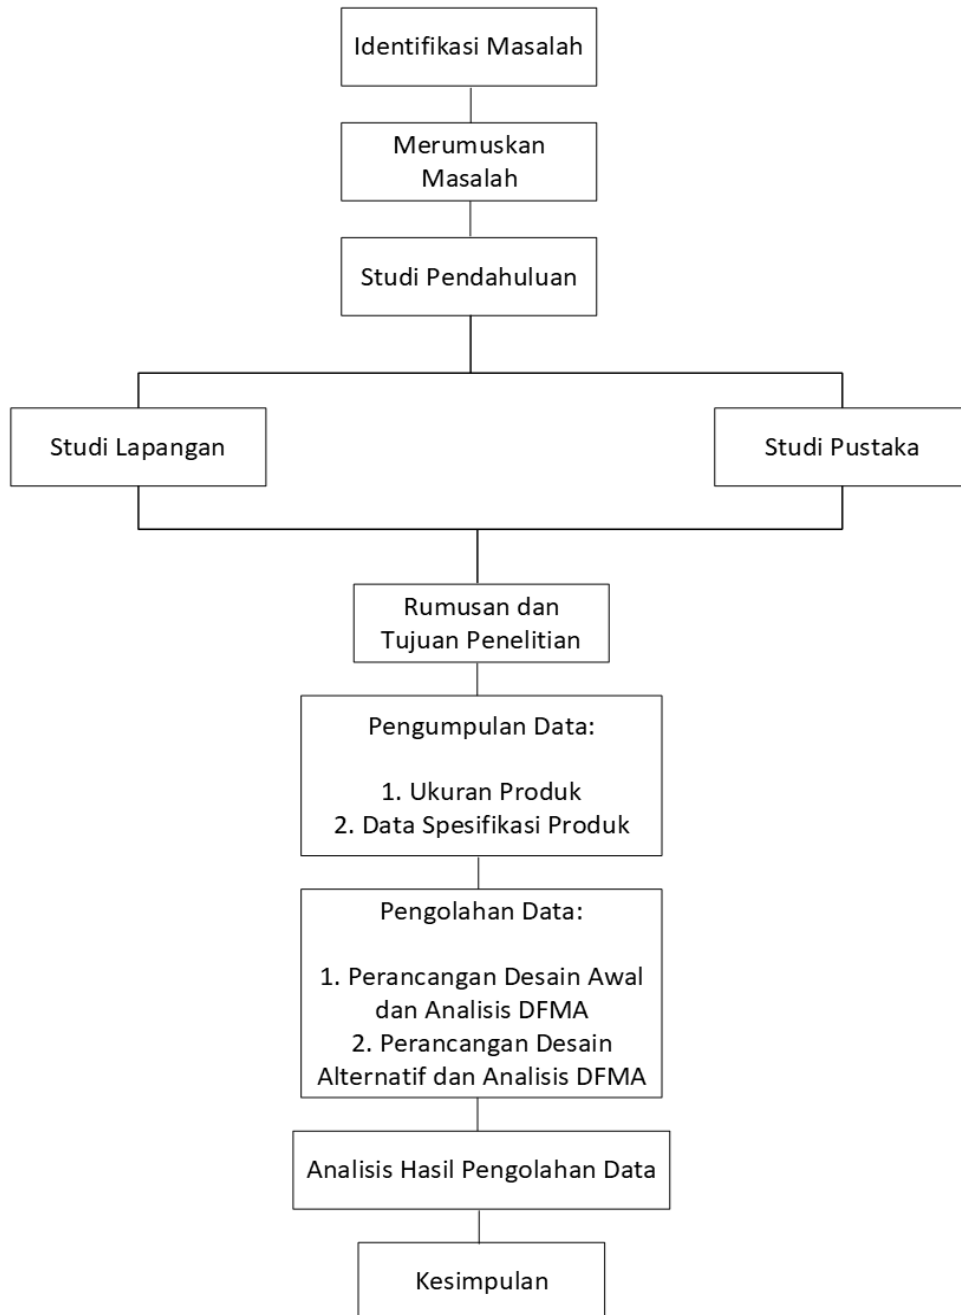 Identifikasi Masalah
Merumuskan
Masalah
Studi Pendahuluan
Studi Lapangan
Studi Pustaka
Rumusan dan
Tujuan Penelitian
Pengumpulan Data:
1. Ukuran Produk
2. Data Spesifikasi Produk
Pengolahan Data:
1. Perancangan Desain Awal
dan Analisis DFMA
2. Perancangan Desain
Alternatif dan Analisis DFMA
Analisis Hasil Pengolahan Data
Kesimpulan